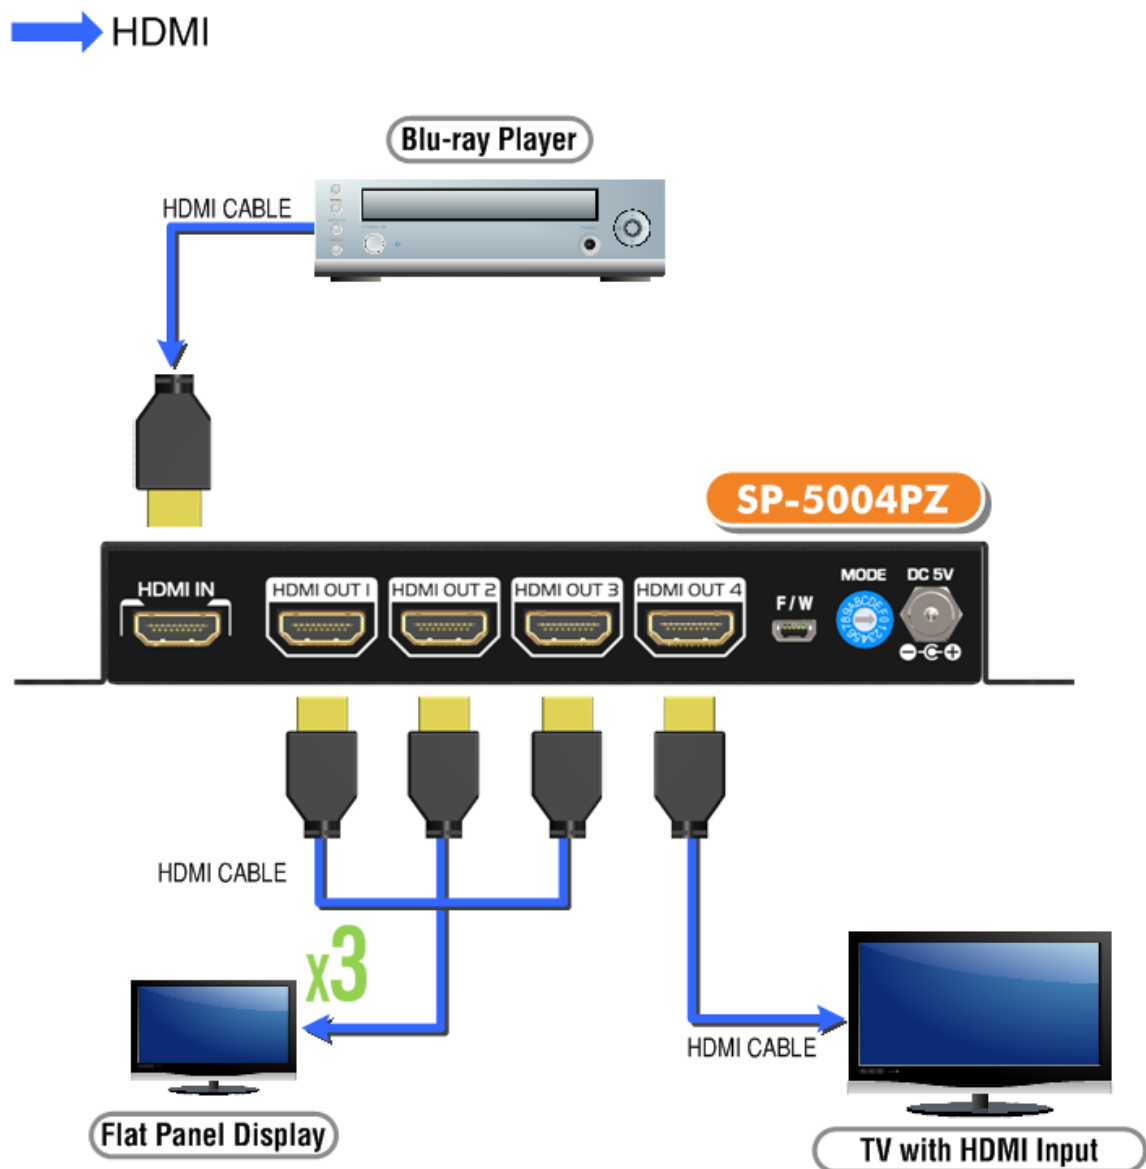 HDMI
Blu-ray Player
HDMI CABLE
SP-5004PZ
HDMI IN
HDMI OUT 1
HDMI OUT 2
HDMI OUT 3
HDMI OUT 4
F/W
MODE
DC 5V
0123456789ABCDEF
HDMI CABLE
x3
HDMI CABLE
Flat Panel Display
TV with HDMI Input